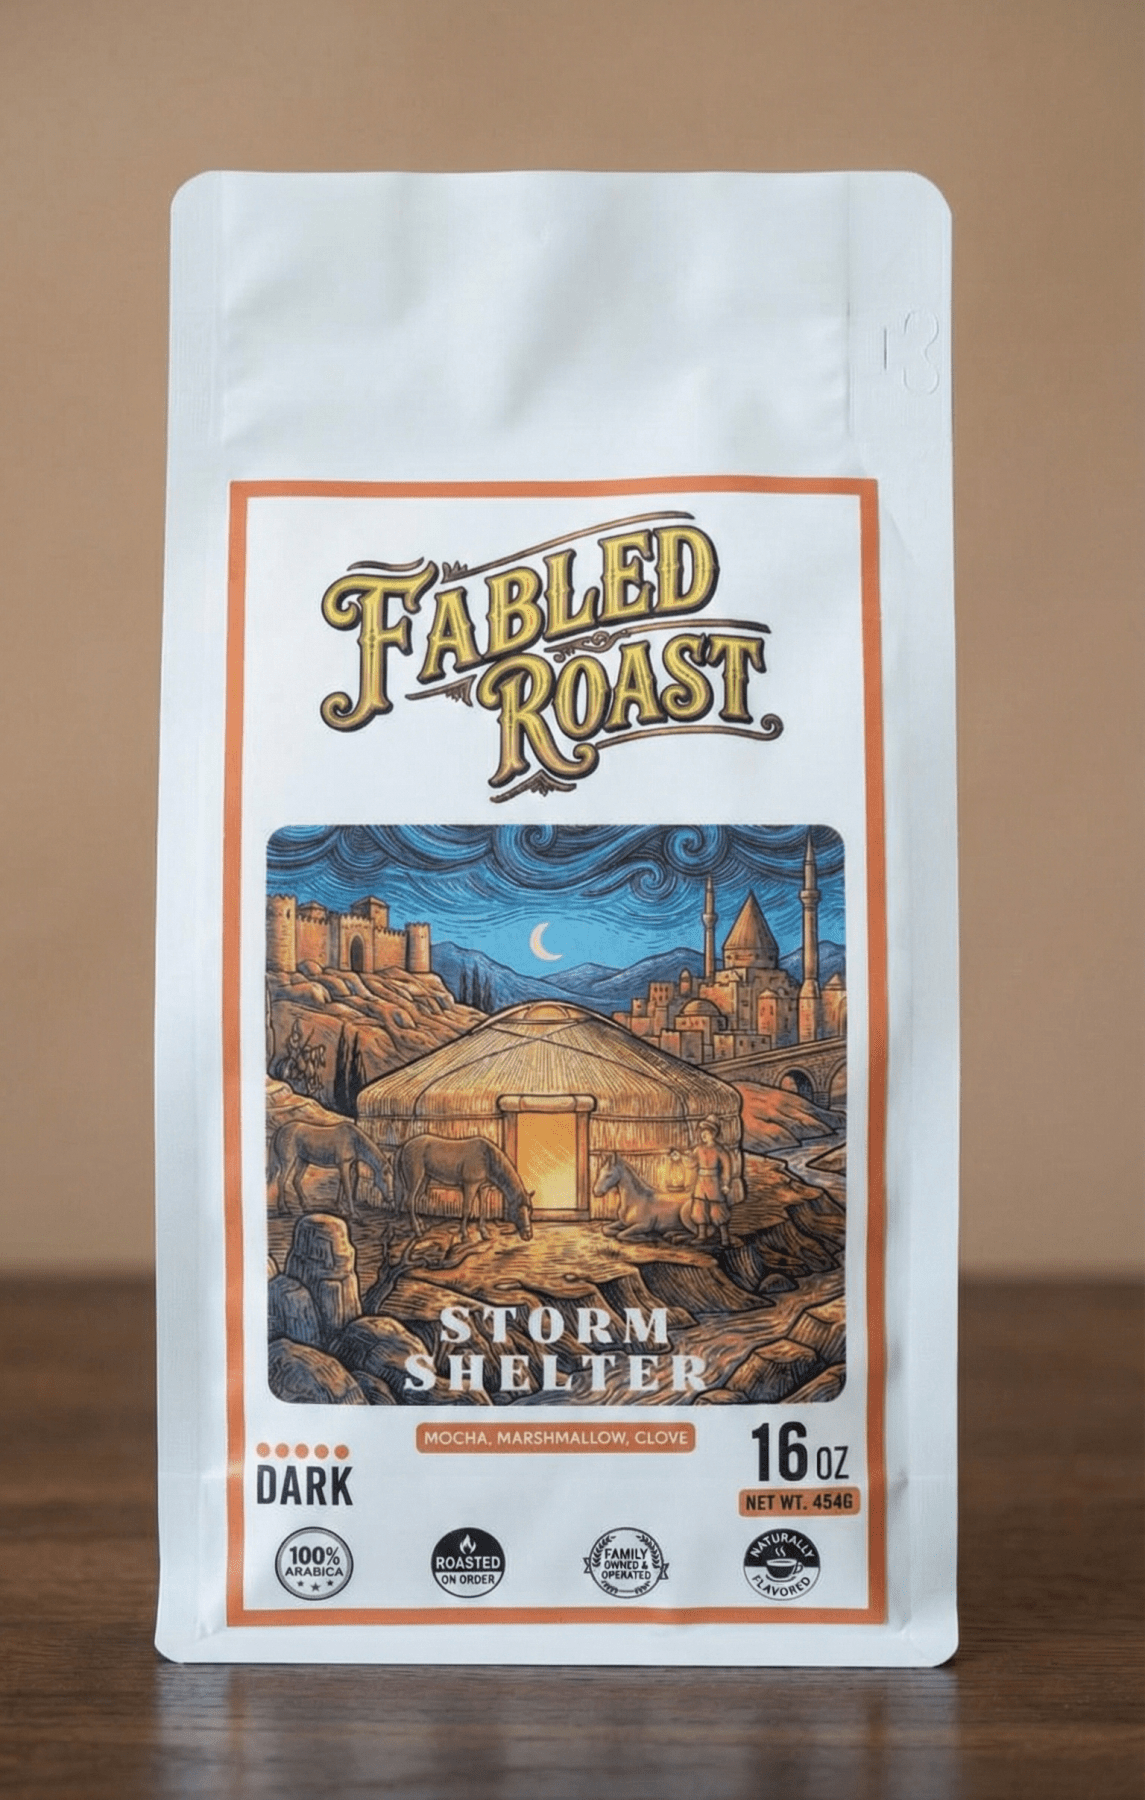 FABLED
ROAST
STORM
SHELTER
MOCHA, MARSHMALLOW, CLOVE
DARK
16 OZ
NET WT. 454G
100%
ARABICA
ROASTED
ON ORDER
FAMILY
OWNED &
OPERATED
NATURALLY
FLAVORED